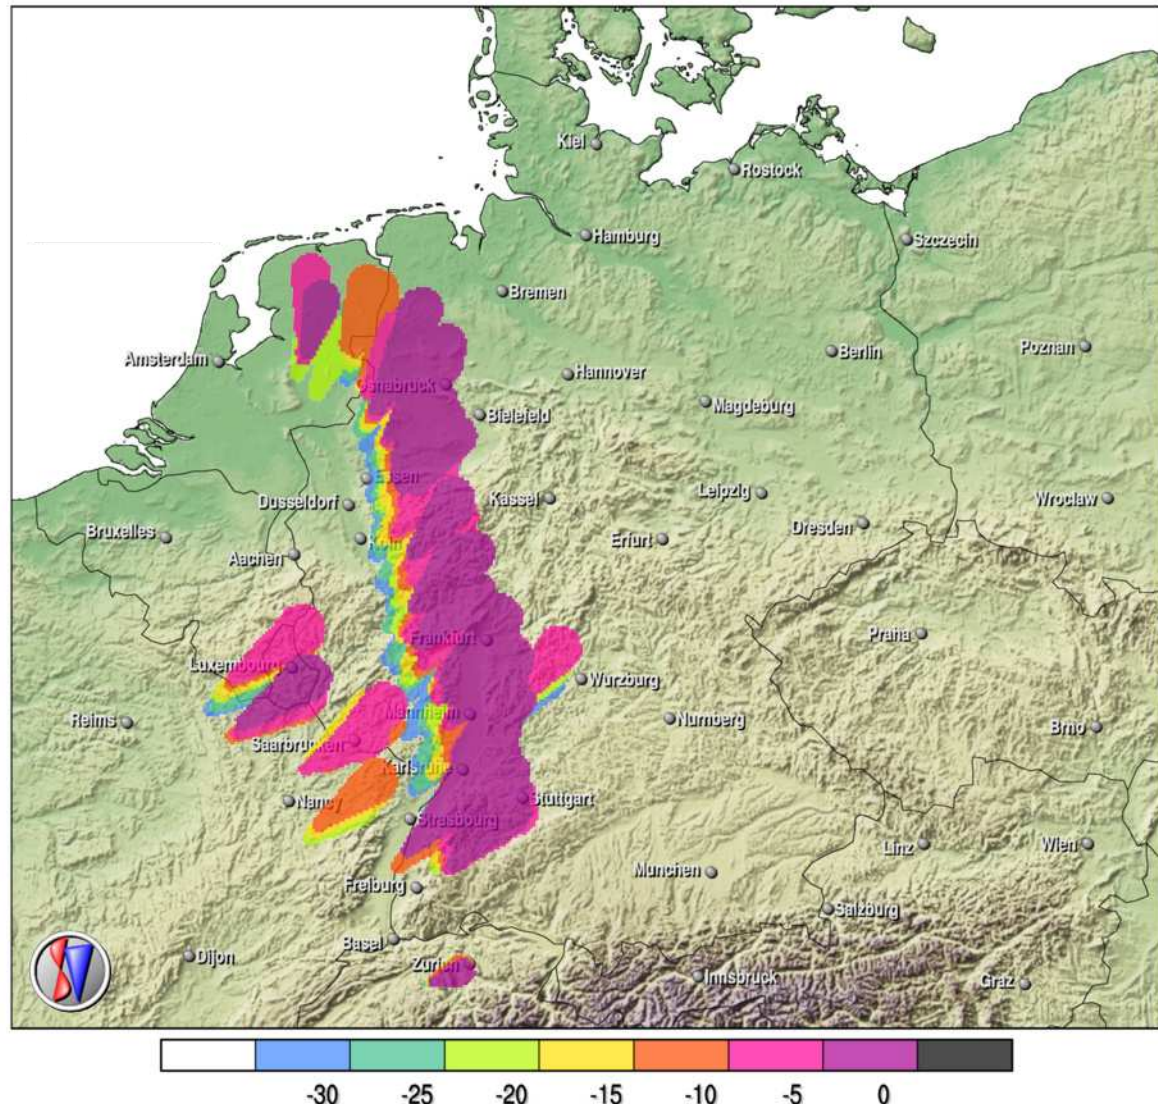 Kiel
Rostock
Hamburg
Szczecin
Bremen
Amsterdam
Berlin
Poznan
Hannover
Osnabruck
Magdeburg
Bielefeld
Essen
Dusseldorf
Kassel
Leipzig
Wroclaw
Bruxelles
Dresden
Koln
Erfurt
Aachen
Frankfurt
Praha
Luxembourg
Wurzburg
Reims
Mannheim
Nurnberg
Brno
Saarbrucken
Karlsruhe
Nancy
Stuttgart
Strasbourg
Linz
Wien
Munchen
Freiburg
Salzburg
Basel
Dijon
Zurich
Innsbruck
Graz
-30 -25 -20 -15 -10 -5 0